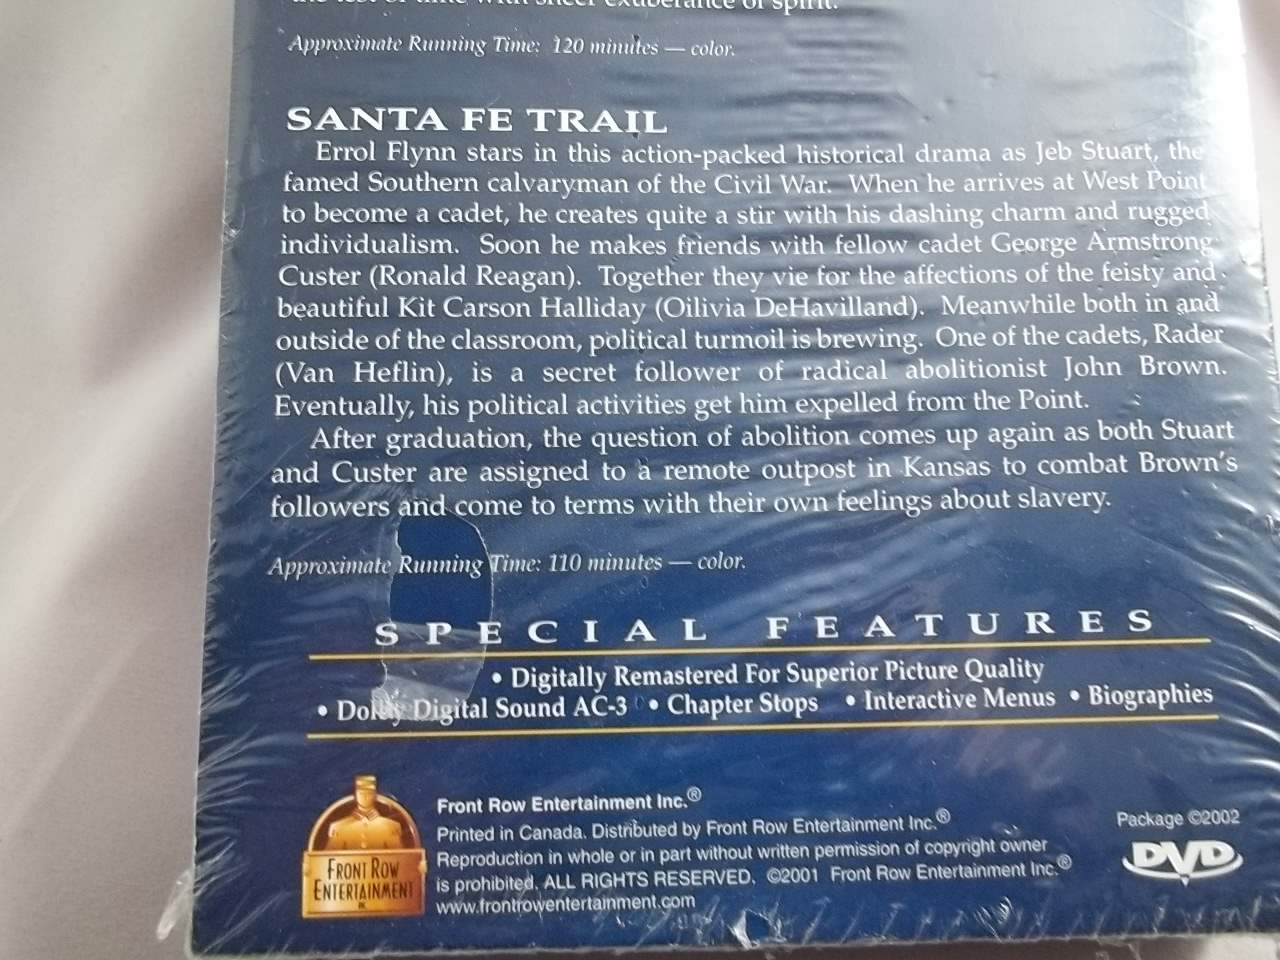 the test of time with sheer exuberance of spirit.
Approximate Running Time: 120 minutes — color.
SANTA FE TRAIL
Errol Flynn stars in this action-packed historical drama as Jeb Stuart, the
famed Southern calvaryman of the Civil War. When he arrives at West Point
to become a cadet, he creates quite a stir with his dashing charm and rugged
individualism. Soon he makes friends with fellow cadet George Armstrong
Custer (Ronald Reagan). Together they vie for the affections of the feisty and
beautiful Kit Carson Halliday (Oilivia DeHavilland). Meanwhile both in and
outside of the classroom, political turmoil is brewing. One of the cadets, Rader
(Van Heflin), is a secret follower of radical abolitionist John Brown.
Eventually, his political activities get him expelled from the Point.
After graduation, the question of abolition comes up again as both Stuart
and Custer are assigned to a remote outpost in Kansas to combat Brown's
followers and come to terms with their own feelings about slavery.
Approximate Running Time: 110 minutes — color.
SPECIAL FEATURES
• Digitally Remastered For Superior Picture Quality
• Dolby Digital Sound AC-3 • Chapter Stops • Interactive Menus • Biographies
Front Row Entertainment Inc.®
Printed in Canada. Distributed by Front Row Entertainment Inc.®
Reproduction in whole or in part without written permission of copyright owner
is prohibited. ALL RIGHTS RESERVED. ©2001 Front Row Entertainment Inc.®
www.frontrowentertainment.com
FRONT ROW
ENTERTAINMENT
INC
Package ©2002
DVD